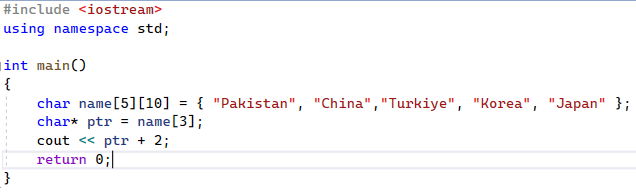 #include <iostream>
using namespace std;
int main()
{
char name[5][10] = { "Pakistan", "China","Turkiye", "Korea", "Japan" };
char* ptr = name[3];
cout << ptr + 2;
return 0;
}